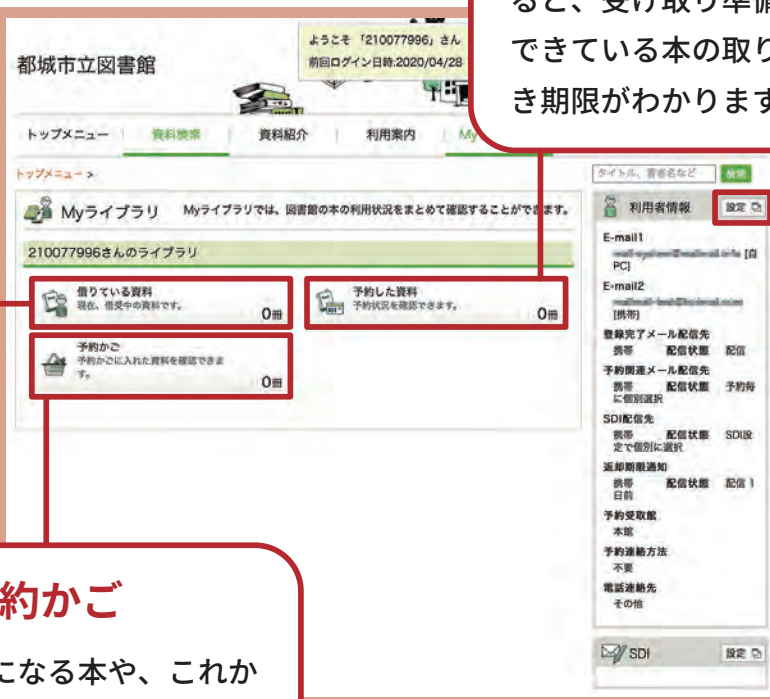 ると、受け取り準備
できている本の取り
き期限がわかります
都城市立図書館
ようこそ「210077996」さん
前回ログイン日時:2020/04/28
トップメニュー 資料検索 資料紹介 利用案内 My
トップメニュー >
タイトル、著者名など 検索
Myライブラリ Myライブラリでは、図書館の本の利用状況をまとめて確認することができます。
210077996さんのライブラリ
借りている資料
現在、借受中の資料です。
0冊
予約した資料
予約状況を確認できます。
0冊
予約かご
予約かごに入れた資料を確認できま
す。
0冊
利用者情報 設定
E-mail1
[自
PC]
E-mail2
[携帯]
登録完了メール配信先
携帯 配信状態 配信
予約関連メール配信先
携帯 配信状態 予約毎
に個別選択
SDI配信先
携帯 配信状態 SDI設
定で個別に選択
返却期限通知
携帯 配信状態 配信 1
日前
予約受取館
本館
予約連絡方法
不要
電話連絡先
その他
SDI 設定
約かご
になる本や、これか